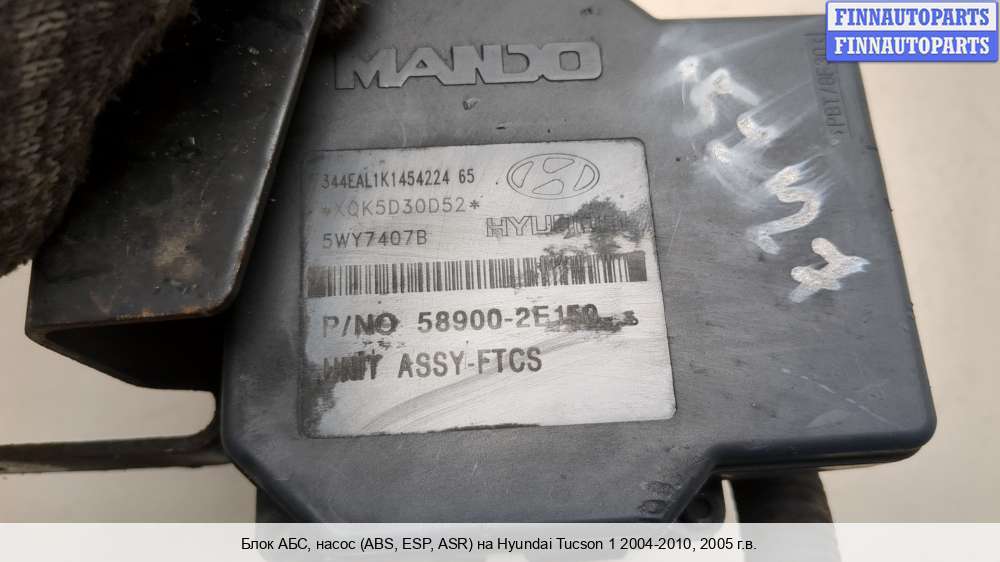 FINNAUTOPARTS
FINNAUTOPARTS
MANDO
344EAL1K1454224 65
*XQK5D30D52*
5WY7407B
P/NO 58900-2E150
UNIT ASSY-FTCS
Блок АБС, насос (ABS, ESP, ASR) на Hyundai Tucson 1 2004-2010, 2005 г.в.